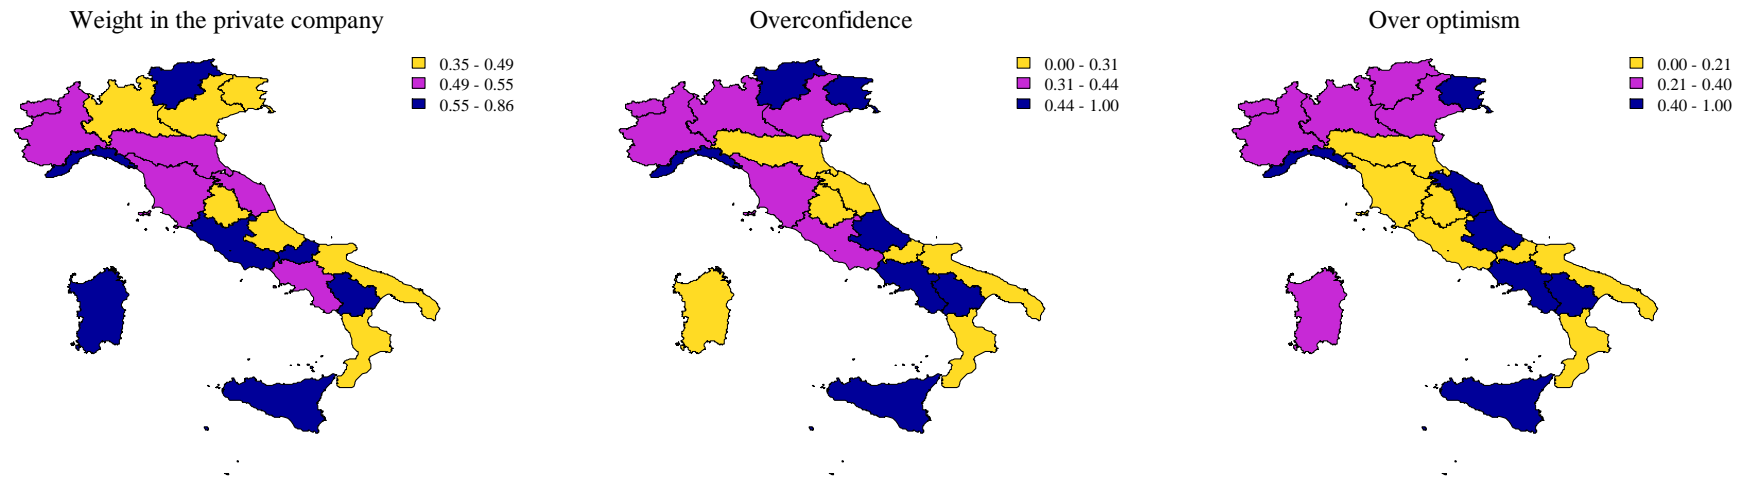 Weight in the private company
0.35 - 0.49
0.49 - 0.55
0.55 - 0.86
Overconfidence
0.00 - 0.31
0.31 - 0.44
0.44 - 1.00
Over optimism
0.00 - 0.21
0.21 - 0.40
0.40 - 1.00